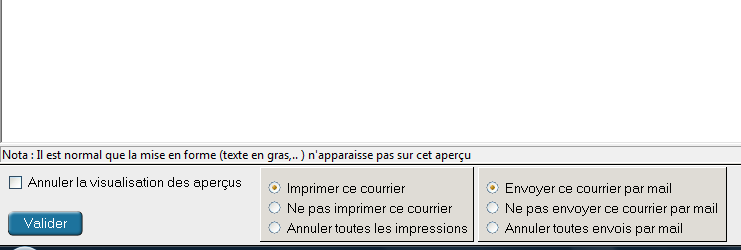 Nota : Il est normal que la mise en forme (texte en gras,.. ) n'apparaisse pas sur cet aperçu
Annuler la visualisation des aperçus
Valider
Imprimer ce courrier
Ne pas imprimer ce courrier
Annuler toutes les impressions
Envoyer ce courrier par mail
Ne pas envoyer ce courrier par mail
Annuler toutes envois par mail